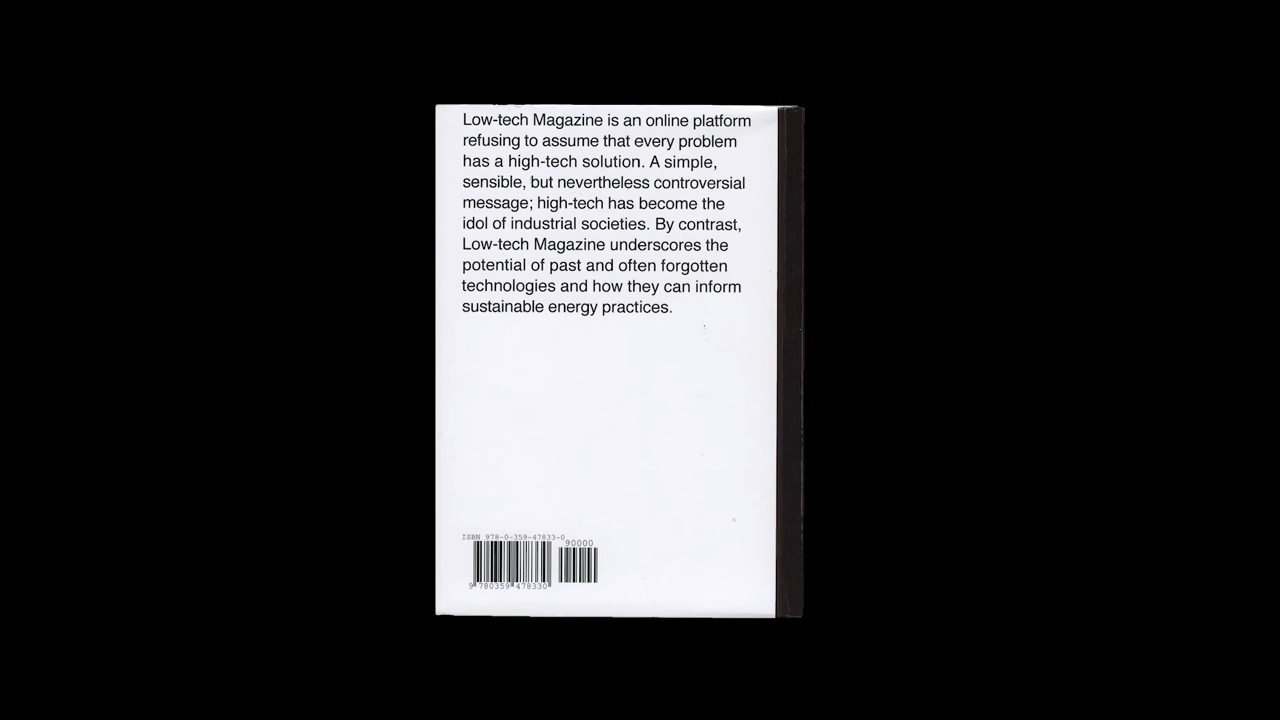 Low-tech Magazine is an online platform
refusing to assume that every problem
has a high-tech solution. A simple,
sensible, but nevertheless controversial
message; high-tech has become the
idol of industrial societies. By contrast,
Low-tech Magazine underscores the
potential of past and often forgotten
technologies and how they can inform
sustainable energy practices.
ISBN 978-0-359-47833-0
90000
9 780359 478330